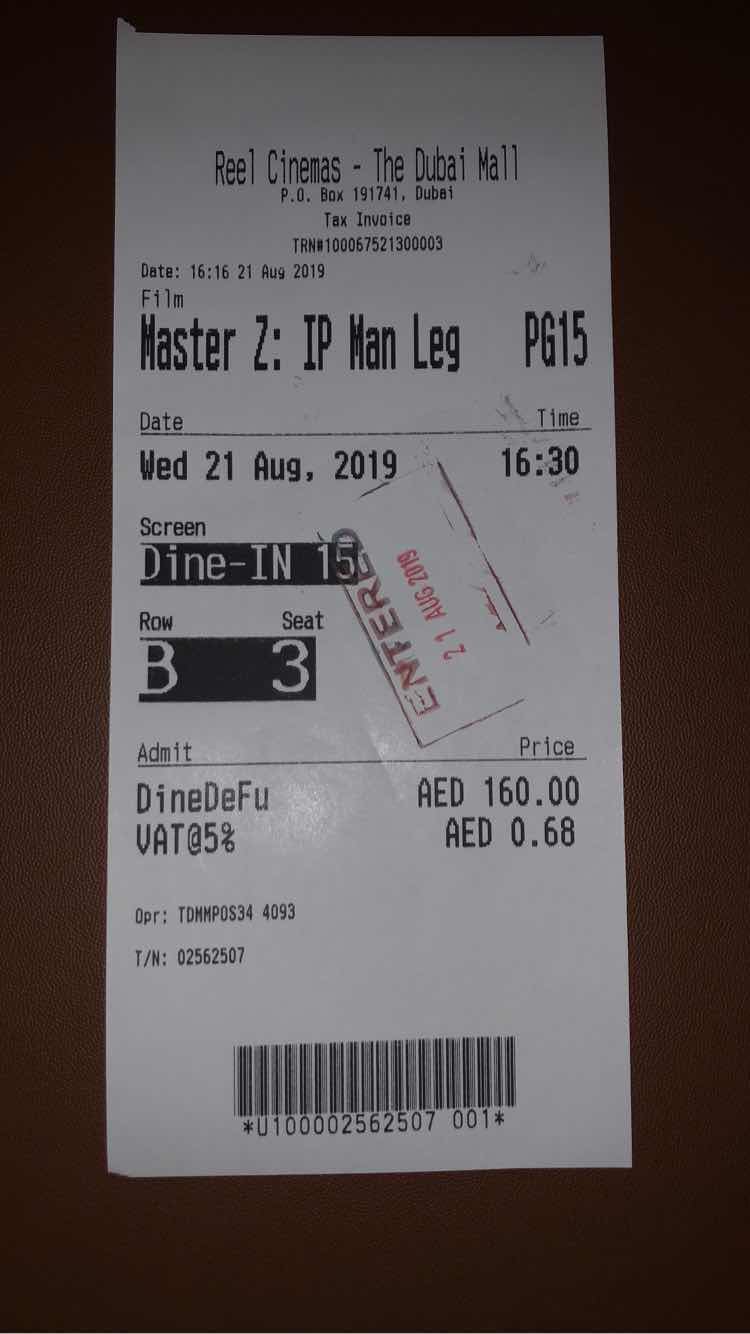 Reel Cinemas - The Dubai Mall
P.O. Box 191741, Dubai
Tax Invoice
TRN#100067521300003
Date: 16:16 21 Aug 2019
Film
Master Z: IP Man Leg PG15
Date Time
Wed 21 Aug, 2019 16:30
Screen
Dine-IN 15
Row Seat
B 3
ENTERED
21 AUG 2019
Admit Price
DineDeFu AED 160.00
VAT@5% AED 0.68
Opr: TDMMPOS34 4093
T/N: 02562507
*U100002562507 001*